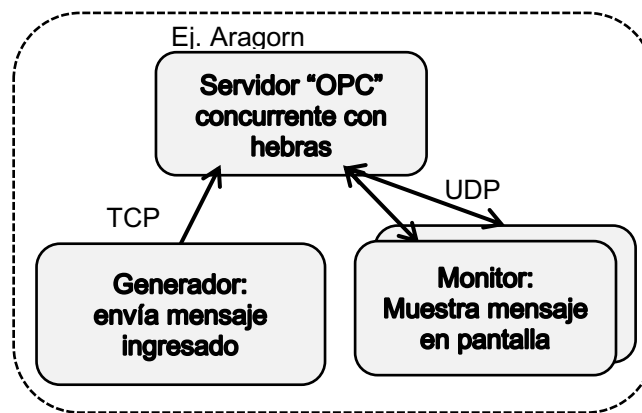 Ej. Aragorn
Servidor “OPC”
concurrente con
hebras
TCP
UDP
Generador:
envía mensaje
ingresado
Monitor:
Muestra mensaje
en pantalla